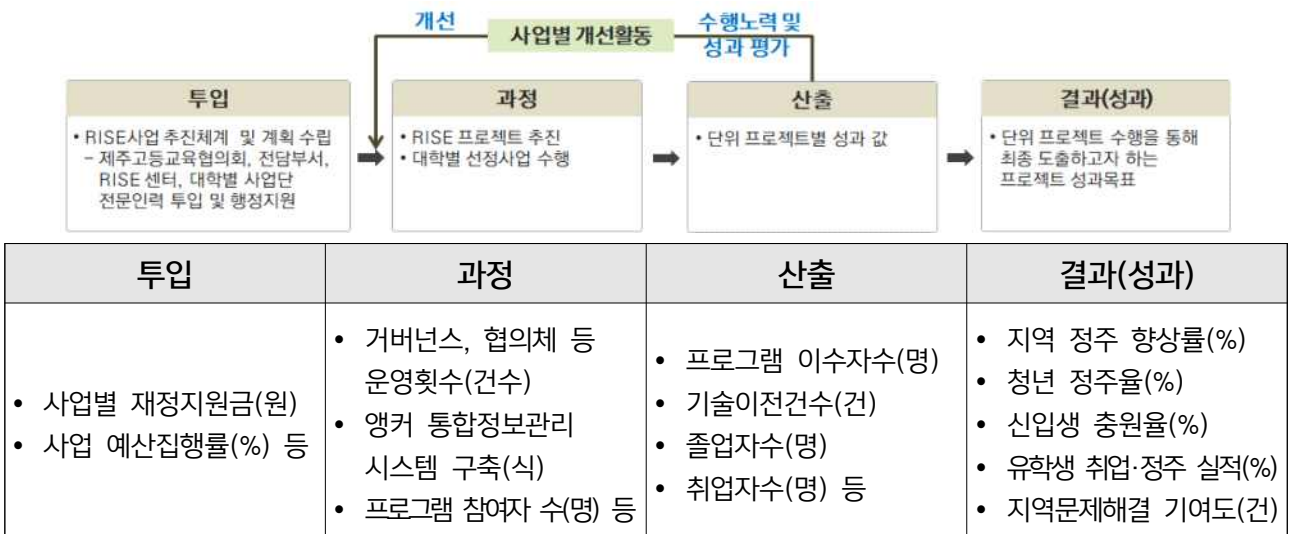 개선
사업별 개선활동
수행노력 및
성과 평가
투입
• RISE사업 추진체계 및 계획 수립
– 제주고등교육협의회, 전담부서,
RISE 센터, 대학별 사업단
전문인력 투입 및 행정지원
과정
• RISE 프로젝트 추진
• 대학별 선정사업 수행
산출
• 단위 프로젝트별 성과 값
결과(성과)
• 단위 프로젝트 수행을 통해
최종 도출하고자 하는
프로젝트 성과목표
투입
과정
산출
결과(성과)
• 사업별 재정지원금(원)
• 사업 예산집행률(%) 등
• 거버넌스, 협의체 등
운영횟수(건수)
• 앵커 통합정보관리
시스템 구축(식)
• 프로그램 참여자 수(명) 등
• 프로그램 이수자수(명)
• 기술이전건수(건)
• 졸업자수(명)
• 취업자수(명) 등
• 지역 정주 향상률(%)
• 청년 정주율(%)
• 신입생 충원율(%)
• 유학생 취업·정주 실적(%)
• 지역문제해결 기여도(건)